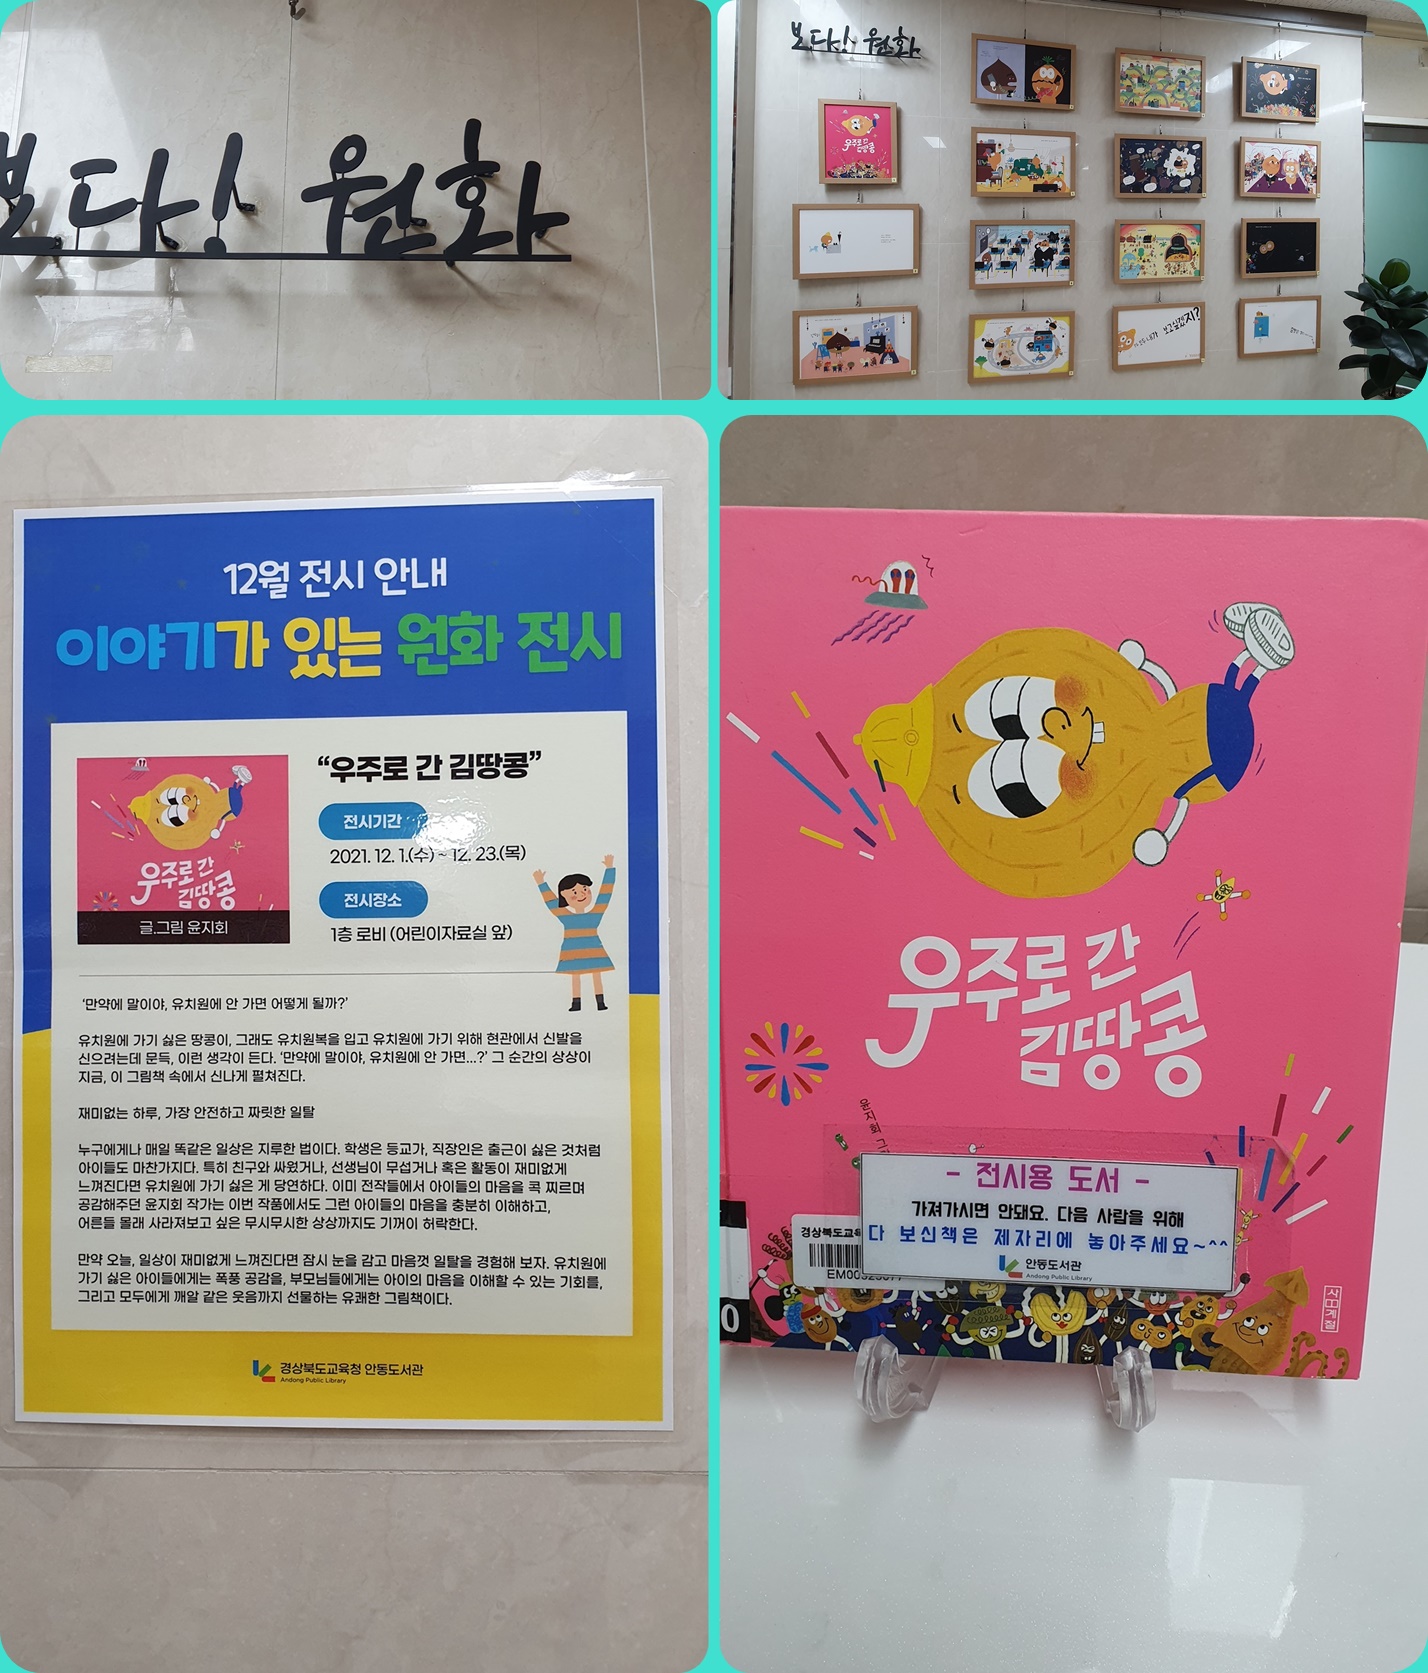 보다! 원화
보다! 원화
우주로 간
김땅콩
보고싶겠지?
12월 전시 안내
이야기가 있는 원화 전시
우주로 간
김땅콩
글.그림 윤지회
“우주로 간 김땅콩”
전시기간
2021. 12. 1.(수) ~ 12. 23.(목)
전시장소
1층 로비 (어린이자료실 앞)
‘만약에 말이야, 유치원에 안 가면 어떻게 될까?’
유치원에 가기 싫은 땅콩이, 그래도 유치원복을 입고 유치원에 가기 위해 현관에서 신발을
신으려는데 문득, 이런 생각이 든다. ‘만약에 말이야, 유치원에 안 가면...?’ 그 순간의 상상이
지금, 이 그림책 속에서 신나게 펼쳐진다.
재미없는 하루, 가장 안전하고 짜릿한 일탈
누구에게나 매일 똑같은 일상은 지루한 법이다. 학생은 등교가, 직장인은 출근이 싫은 것처럼
아이들도 마찬가지다. 특히 친구와 싸웠거나, 선생님이 무섭거나 혹은 활동이 재미없게
느껴진다면 유치원에 가기 싫은 게 당연하다. 이미 전작들에서 아이들의 마음을 콕 찌르며
공감해주던 윤지회 작가는 이번 작품에서도 그런 아이들의 마음을 충분히 이해하고,
어른들 몰래 사라져보고 싶은 무시무시한 상상까지도 기꺼이 허락한다.
만약 오늘, 일상이 재미없게 느껴진다면 잠시 눈을 감고 마음껏 일탈을 경험해 보자. 유치원에
가기 싫은 아이들에게는 폭풍 공감을, 부모님들에게는 아이의 마음을 이해할 수 있는 기회를,
그리고 모두에게 깨알 같은 웃음까지 선물하는 유쾌한 그림책이다.
경상북도교육청 안동도서관
Andong Public Library
우주로 간
김땅콩
윤지회 그
- 전시용 도서 -
가져가시면 안돼요. 다음 사람을 위해
다 보신책은 제자리에 놓아주세요~^^
안동도서관
Andong Public Library
경상북도교육
0
사계절